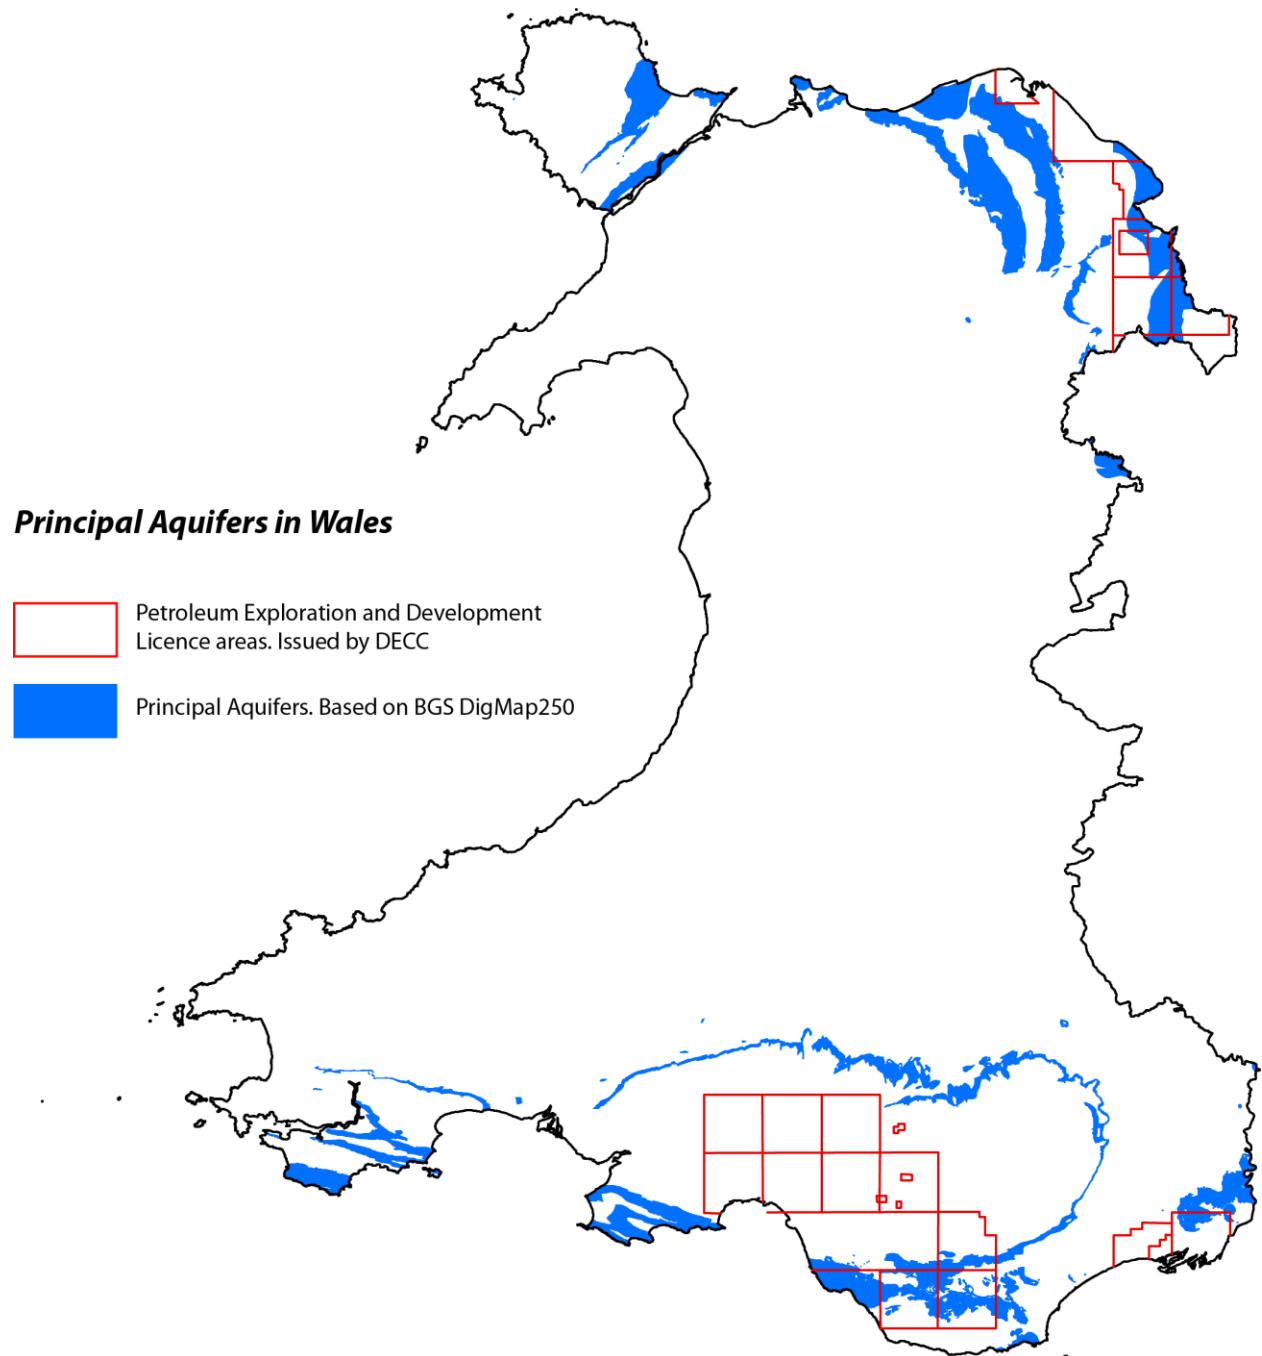 Principal Aquifers in Wales
Petroleum Exploration and Development
Licence areas. Issued by DECC
Principal Aquifers. Based on BGS DigMap250